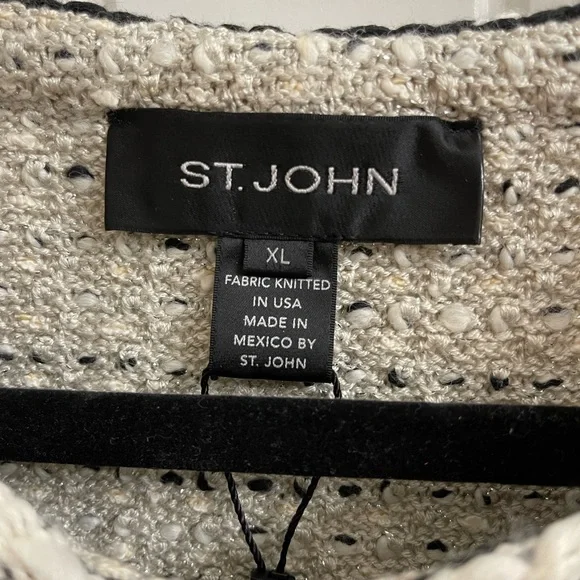 ST. JOHN
XL
FABRIC KNITTED
IN USA
MADE IN
MEXICO BY
ST. JOHN